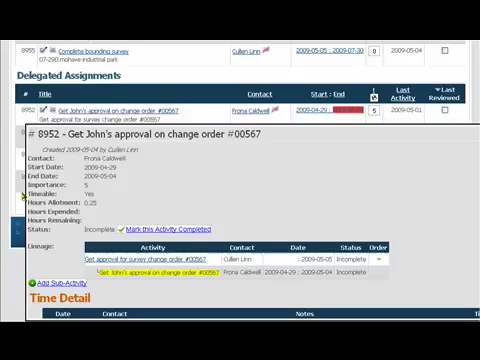 8955 Complete bounding survey Cullen Linn 2009-05-05 : 2009-07-30 0 2009-05-04
07-290:mohave industrial park
Delegated Assignments
# Title Contact Start : End ! Last Activity Last Reviewed
8952 Get John's approval on change order #00567 Frona Caldwell 2009-04-29 : 5 2009-05-01
Get approval for survey change order #00567
# 8952 - Get John's approval on change order #00567
Created 2009-05-04 by Cullen Linn
Contact: Frona Caldwell
Start Date: 2009-04-29
End Date: 2009-05-04
Importance: 5
Timeable: Yes
Hours Allotment: 0.25
Hours Expended:
Hours Remaining:
Status: Incomplete Mark this Activity Completed
Lineage:
Activity Contact Date Status Order
Get approval for survey change order #00567 Cullen Linn : 2009-05-04 Incomplete
Get John's approval on change order #00567 Frona Caldwell 2009-04-29 : 2009-05-04 Incomplete
Add Sub-Activity
Time Detail
Date Contact Notes